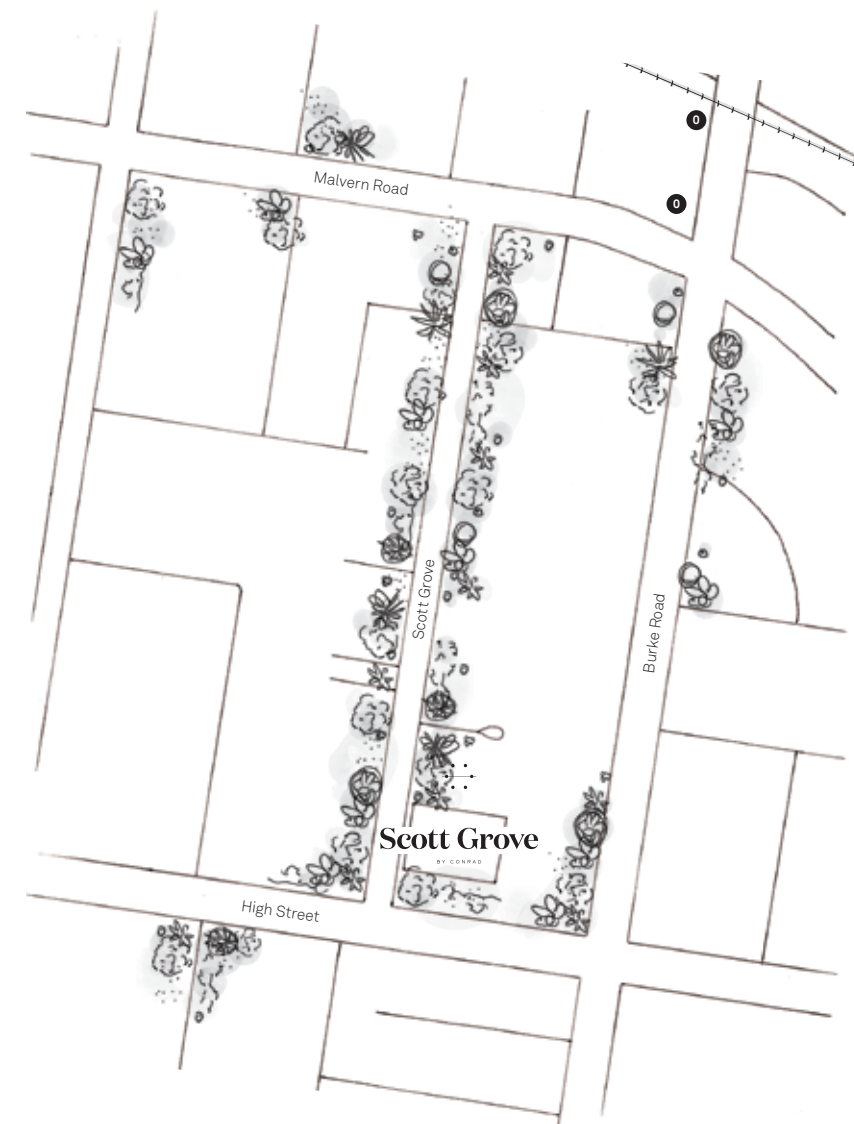 0
Malvern Road
0
Scott Grove
Burke Road
Scott Grove
BY CONRAD
High Street